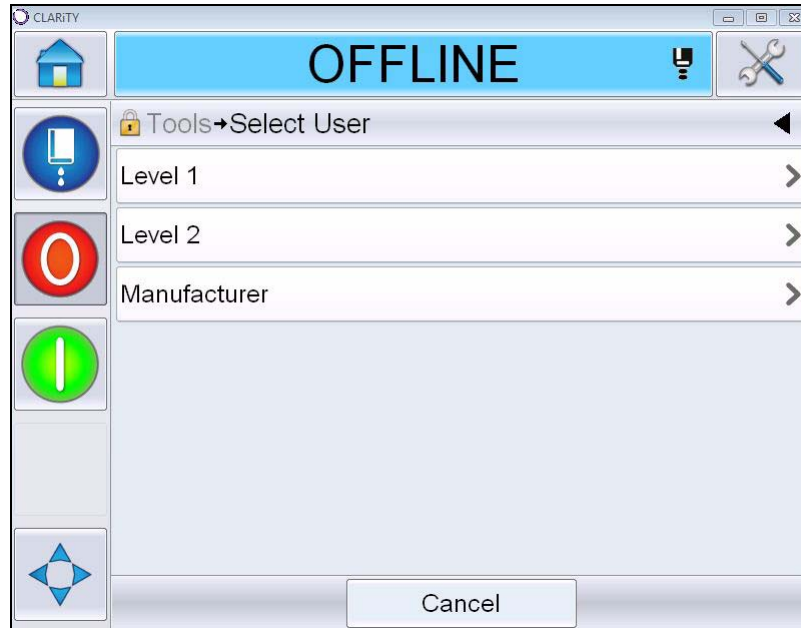 CLARiTY
OFFLINE
Tools→Select User
Level 1
Level 2
Manufacturer
Cancel